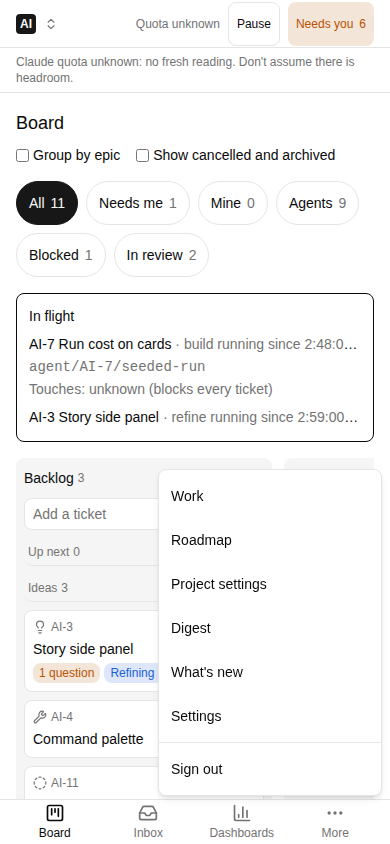 AI
Quota unknown
Pause
Needs you 6
Claude quota unknown: no fresh reading. Don't assume there is
headroom.
Board
Group by epic
Show cancelled and archived
All 11
Needs me 1
Mine 0
Agents 9
Blocked 1
In review 2
In flight
AI-7 Run cost on cards · build running since 2:48:0…
agent/AI-7/seeded-run
Touches: unknown (blocks every ticket)
AI-3 Story side panel · refine running since 2:59:00…
Backlog 3
Add a ticket
Up next 0
Ideas 3
AI-3
Story side panel
1 question
Refining
AI-4
Command palette
AI-11
Work
Roadmap
Project settings
Digest
What's new
Settings
Sign out
Board
Inbox
Dashboards
More